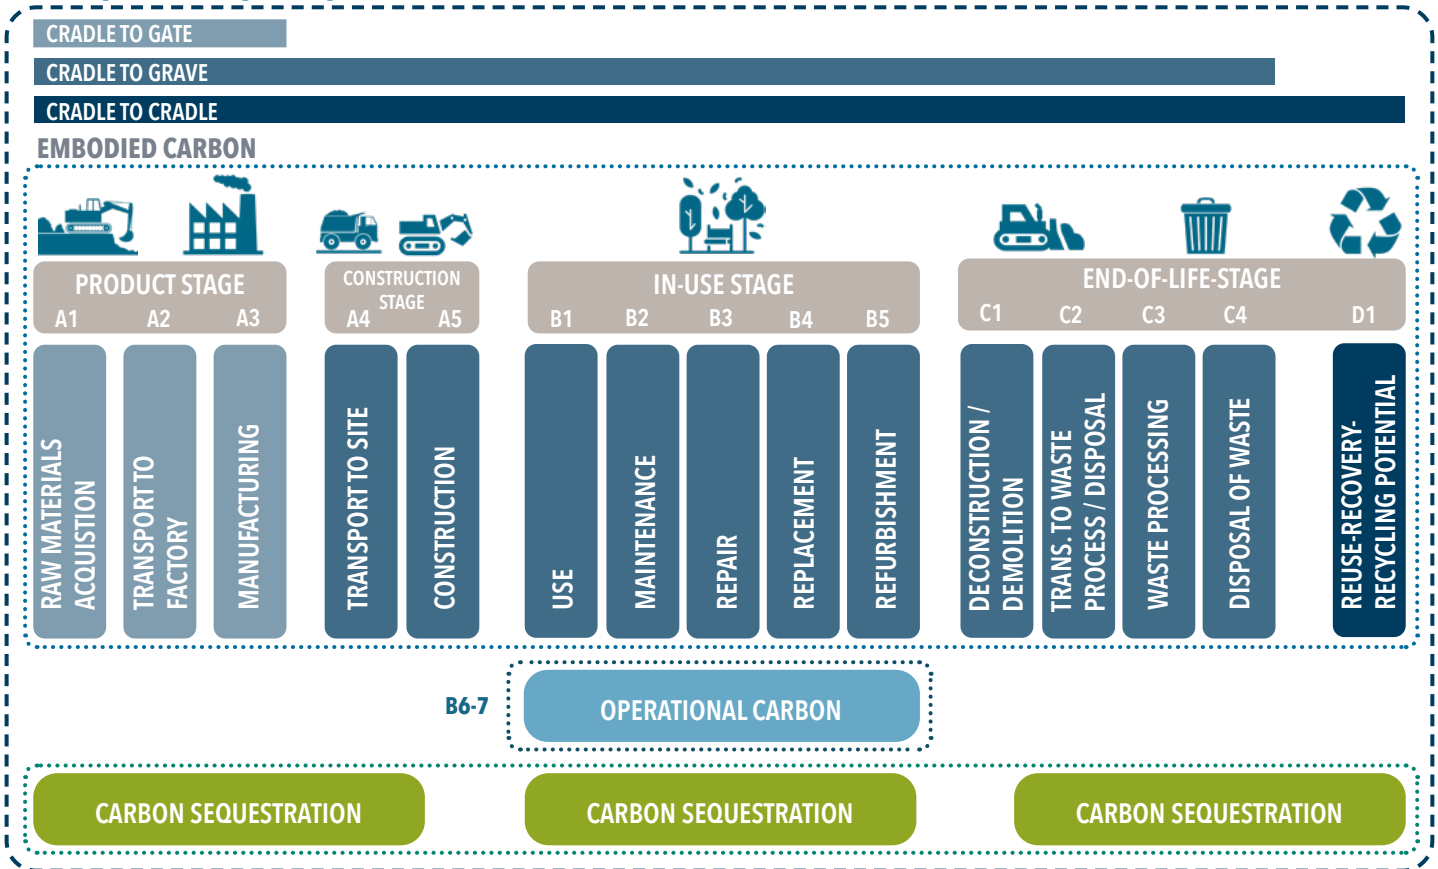 CRADLE TO GATE
CRADLE TO GRAVE
CRADLE TO CRADLE
EMBODIED CARBON
PRODUCT STAGE
A1 A2 A3
CONSTRUCTION
STAGE
A4 A5
IN-USE STAGE
B1 B2 B3 B4 B5
END-OF-LIFE-STAGE
C1 C2 C3 C4 D1
RAW MATERIALS
ACQUISTION
TRANSPORT TO
FACTORY
MANUFACTURING
TRANSPORT TO SITE
CONSTRUCTION
USE
MAINTENANCE
REPAIR
REPLACEMENT
REFURBISHMENT
DECONSTRUCTION /
DEMOLITION
TRANS. TO WASTE
PROCESS / DISPOSAL
WASTE PROCESSING
DISPOSAL OF WASTE
REUSE-RECOVERY-
RECYCLING POTENTIAL
B6-7
OPERATIONAL CARBON
CARBON SEQUESTRATION
CARBON SEQUESTRATION
CARBON SEQUESTRATION